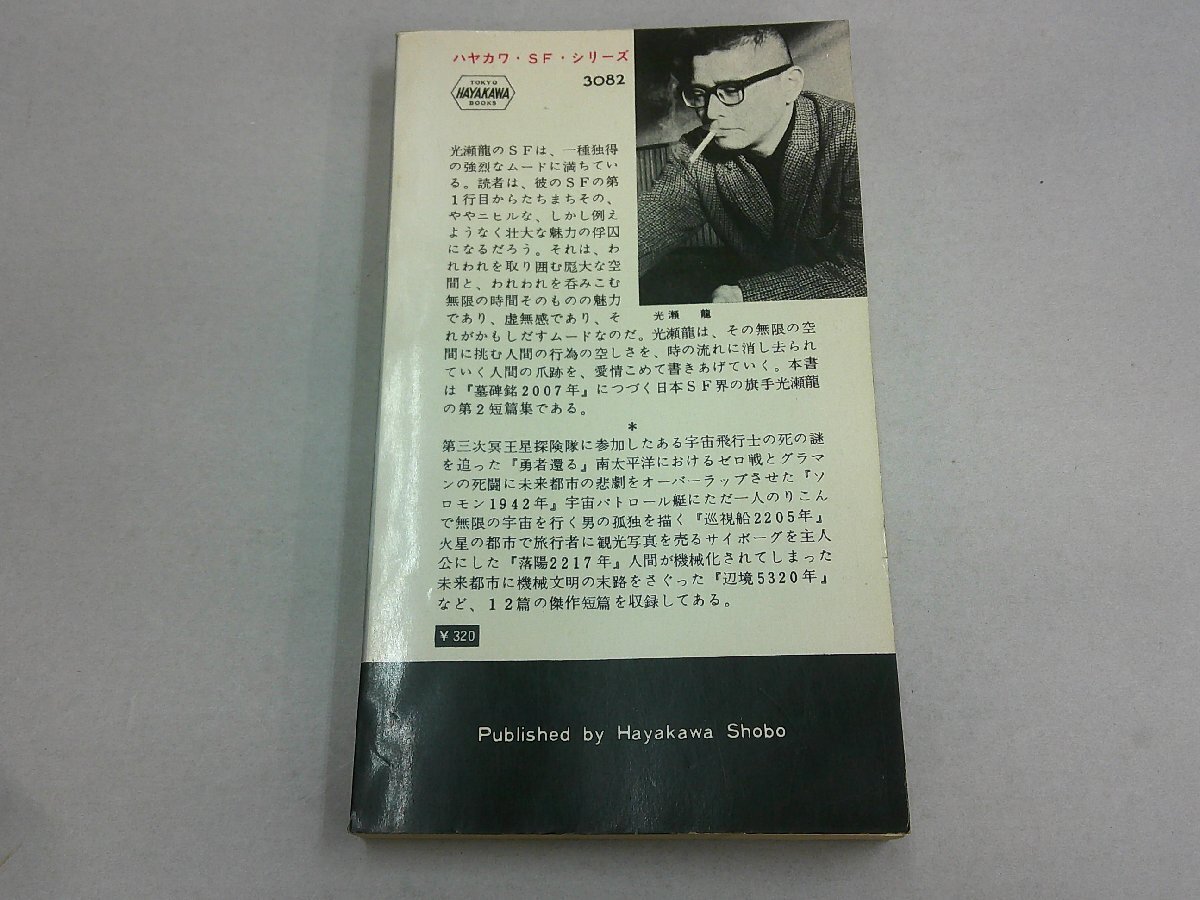 ハヤカワ・SF・シリーズ
3082
TOKYO
HAYAKAWA
BOOKS
光瀬龍のSFは、一種独得
の強烈なムードに満ちてい
る。読者は、彼のSFの第
1行目からたちまちその、
ややニヒルな、しかし例え
ようなく壮大な魅力の俘囚
になるだろう。それは、わ
れわれを取り囲む厖大な空
間と、われわれを呑みこむ
無限の時間そのものの魅力
であり、虚無感であり、そ
光瀬 龍
れがかもしだすムードなのだ。光瀬龍は、その無限の空
間に挑む人間の行為の空しさを、時の流れに消し去られ
ていく人間の爪跡を、愛情こめて書きあげていく。本書
は『墓碑銘2007年』につづく日本SF界の旗手光瀬龍
の第2短篇集である。
*
第三次冥王星探険隊に参加したある宇宙飛行士の死の謎
を追った『勇者還る』南太平洋におけるゼロ戦とグラマ
ンの死闘に未来都市の悲劇をオーバーラップさせた『ソ
ロモン1942年』宇宙パトロール艇にただ一人のりこん
で無限の宇宙を行く男の孤独を描く『巡視船2205年』
火星の都市で旅行者に観光写真を売るサイボーグを主人
公にした『落陽2217年』人間が機械化されてしまった
未来都市に機械文明の末路をさぐった『辺境5320年』
など、12篇の傑作短篇を収録してある。
¥320
Published by Hayakawa Shobo